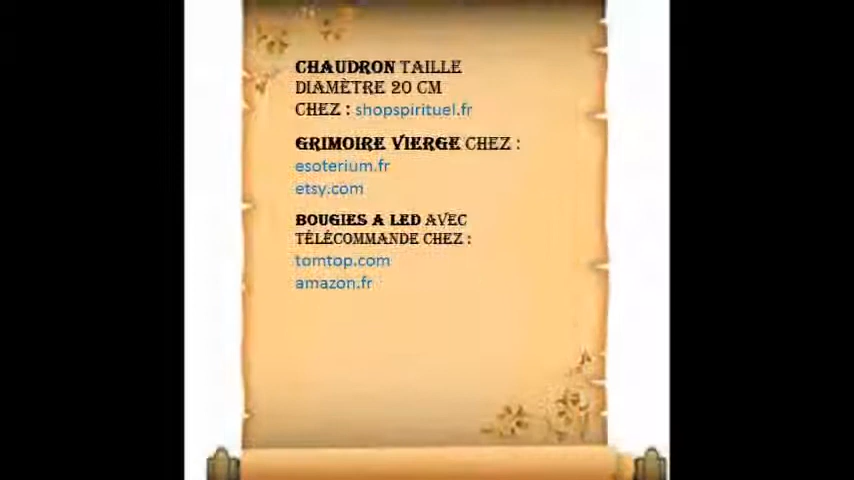 CHAUDRON TAILLE
DIAMÈTRE 20 CM
CHEZ : shopspirituel.fr
GRIMOIRE VIERGE CHEZ :
esoterium.fr
etsy.com
BOUGIES A LED AVEC
TÉLÉCOMMANDE CHEZ :
tomtop.com
amazon.fr